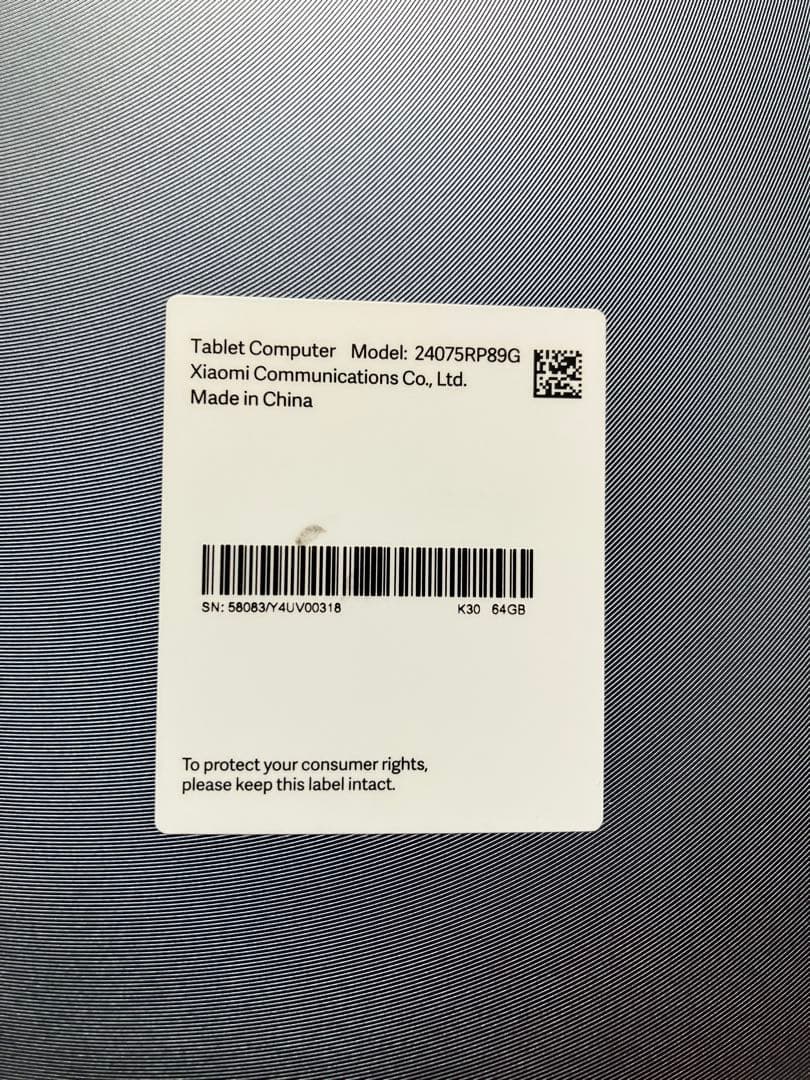 Tablet Computer Model: 24075RP89G
Xiaomi Communications Co., Ltd.
Made in China
SN: 58083/Y4UV00318 K30 64GB
To protect your consumer rights,
please keep this label intact.